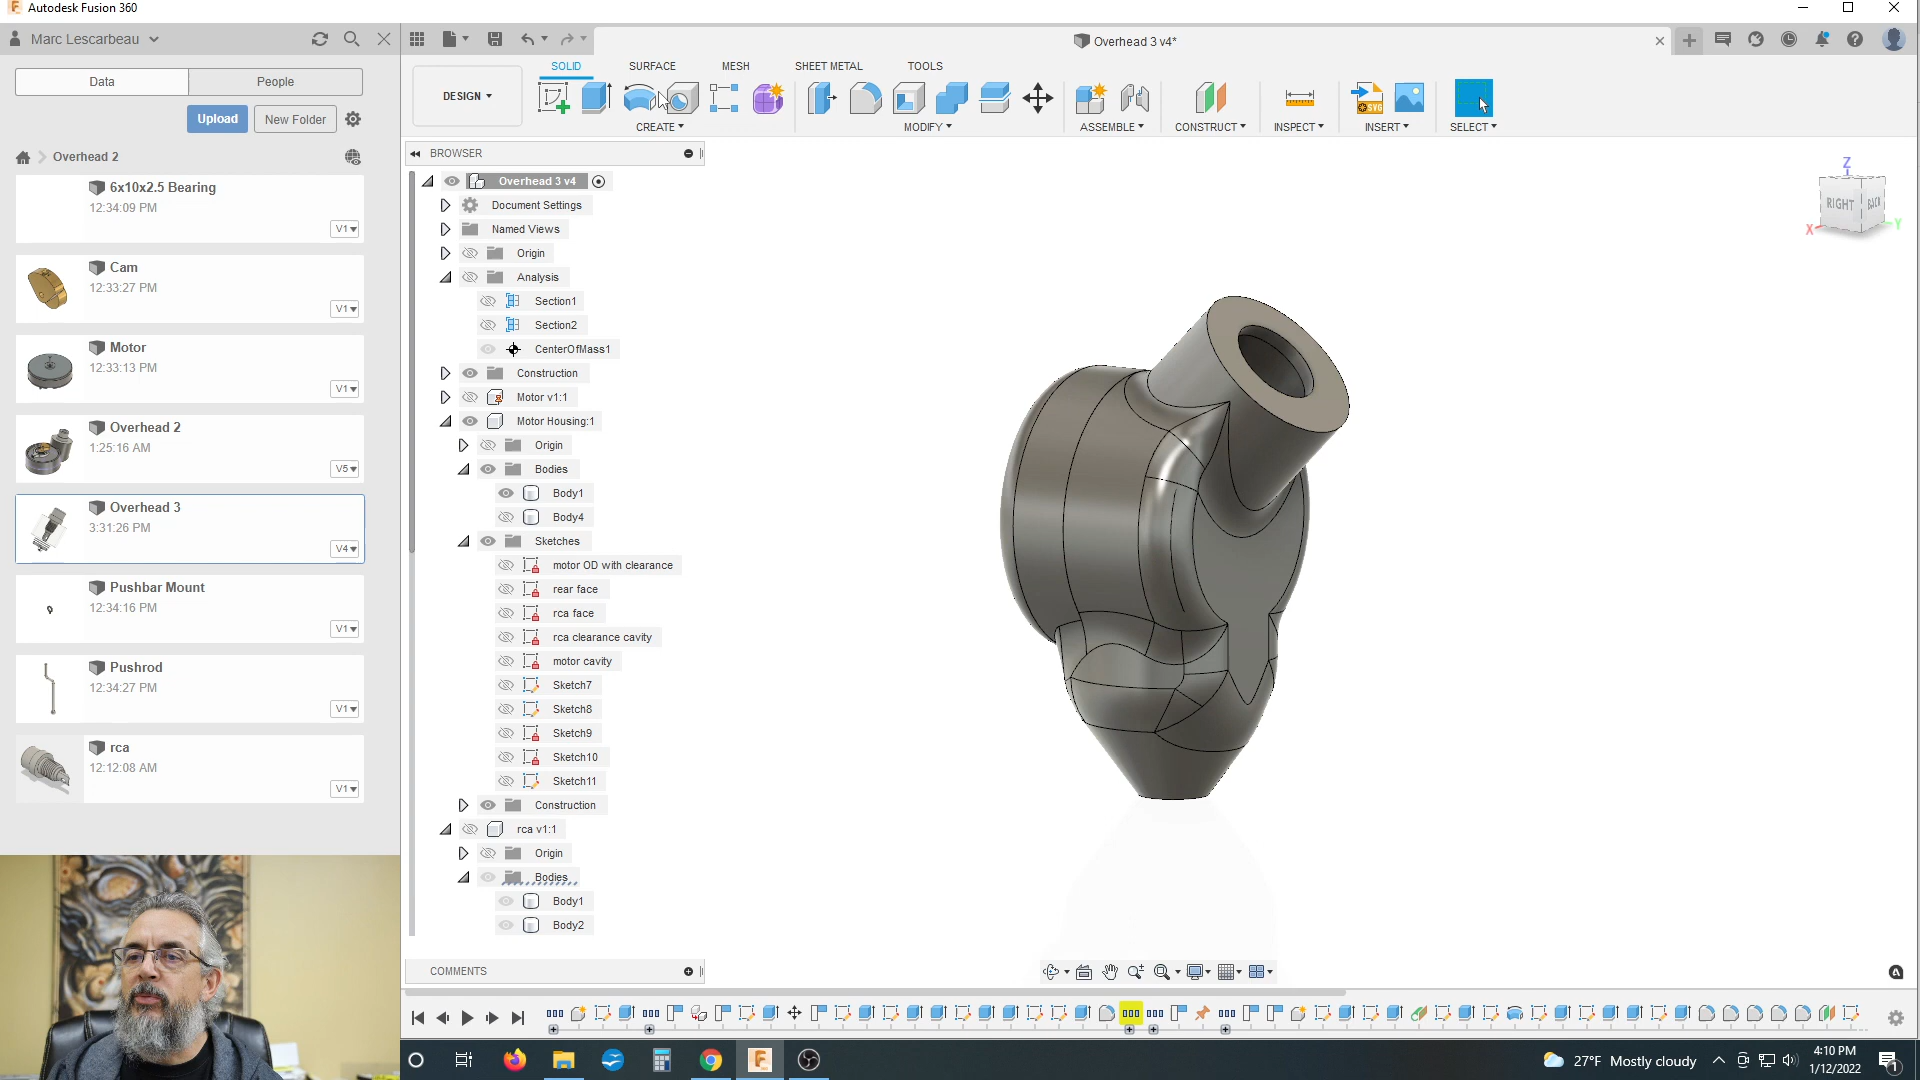 Autodesk Fusion 360
Marc Lescarbeau
Overhead 3 v4*
Data
People
SOLID
SURFACE
MESH
SHEET METAL
TOOLS
DESIGN
Upload
New Folder
SVG
CREATE
MODIFY
ASSEMBLE
CONSTRUCT
INSPECT
INSERT
SELECT
Overhead 2
6x10x2.5 Bearing
12:34:09 PM
V1
Cam
12:33:27 PM
V1
Motor
12:33:13 PM
V1
Overhead 2
1:25:16 AM
V5
Overhead 3
3:31:26 PM
V4
Pushbar Mount
12:34:16 PM
V1
Pushrod
12:34:27 PM
V1
rca
12:12:08 AM
V1
BROWSER
Overhead 3 v4
Document Settings
Named Views
Origin
Analysis
Section1
Section2
CenterOfMass1
Construction
Motor v1:1
Motor Housing:1
Origin
Bodies
Body1
Body4
Sketches
motor OD with clearance
rear face
rca face
rca clearance cavity
motor cavity
Sketch7
Sketch8
Sketch9
Sketch10
Sketch11
Construction
rca v1:1
Origin
Bodies
Body1
Body2
COMMENTS
Z
RIGHT
BACK
X
Y
27°F Mostly cloudy
4:10 PM
1/12/2022
1